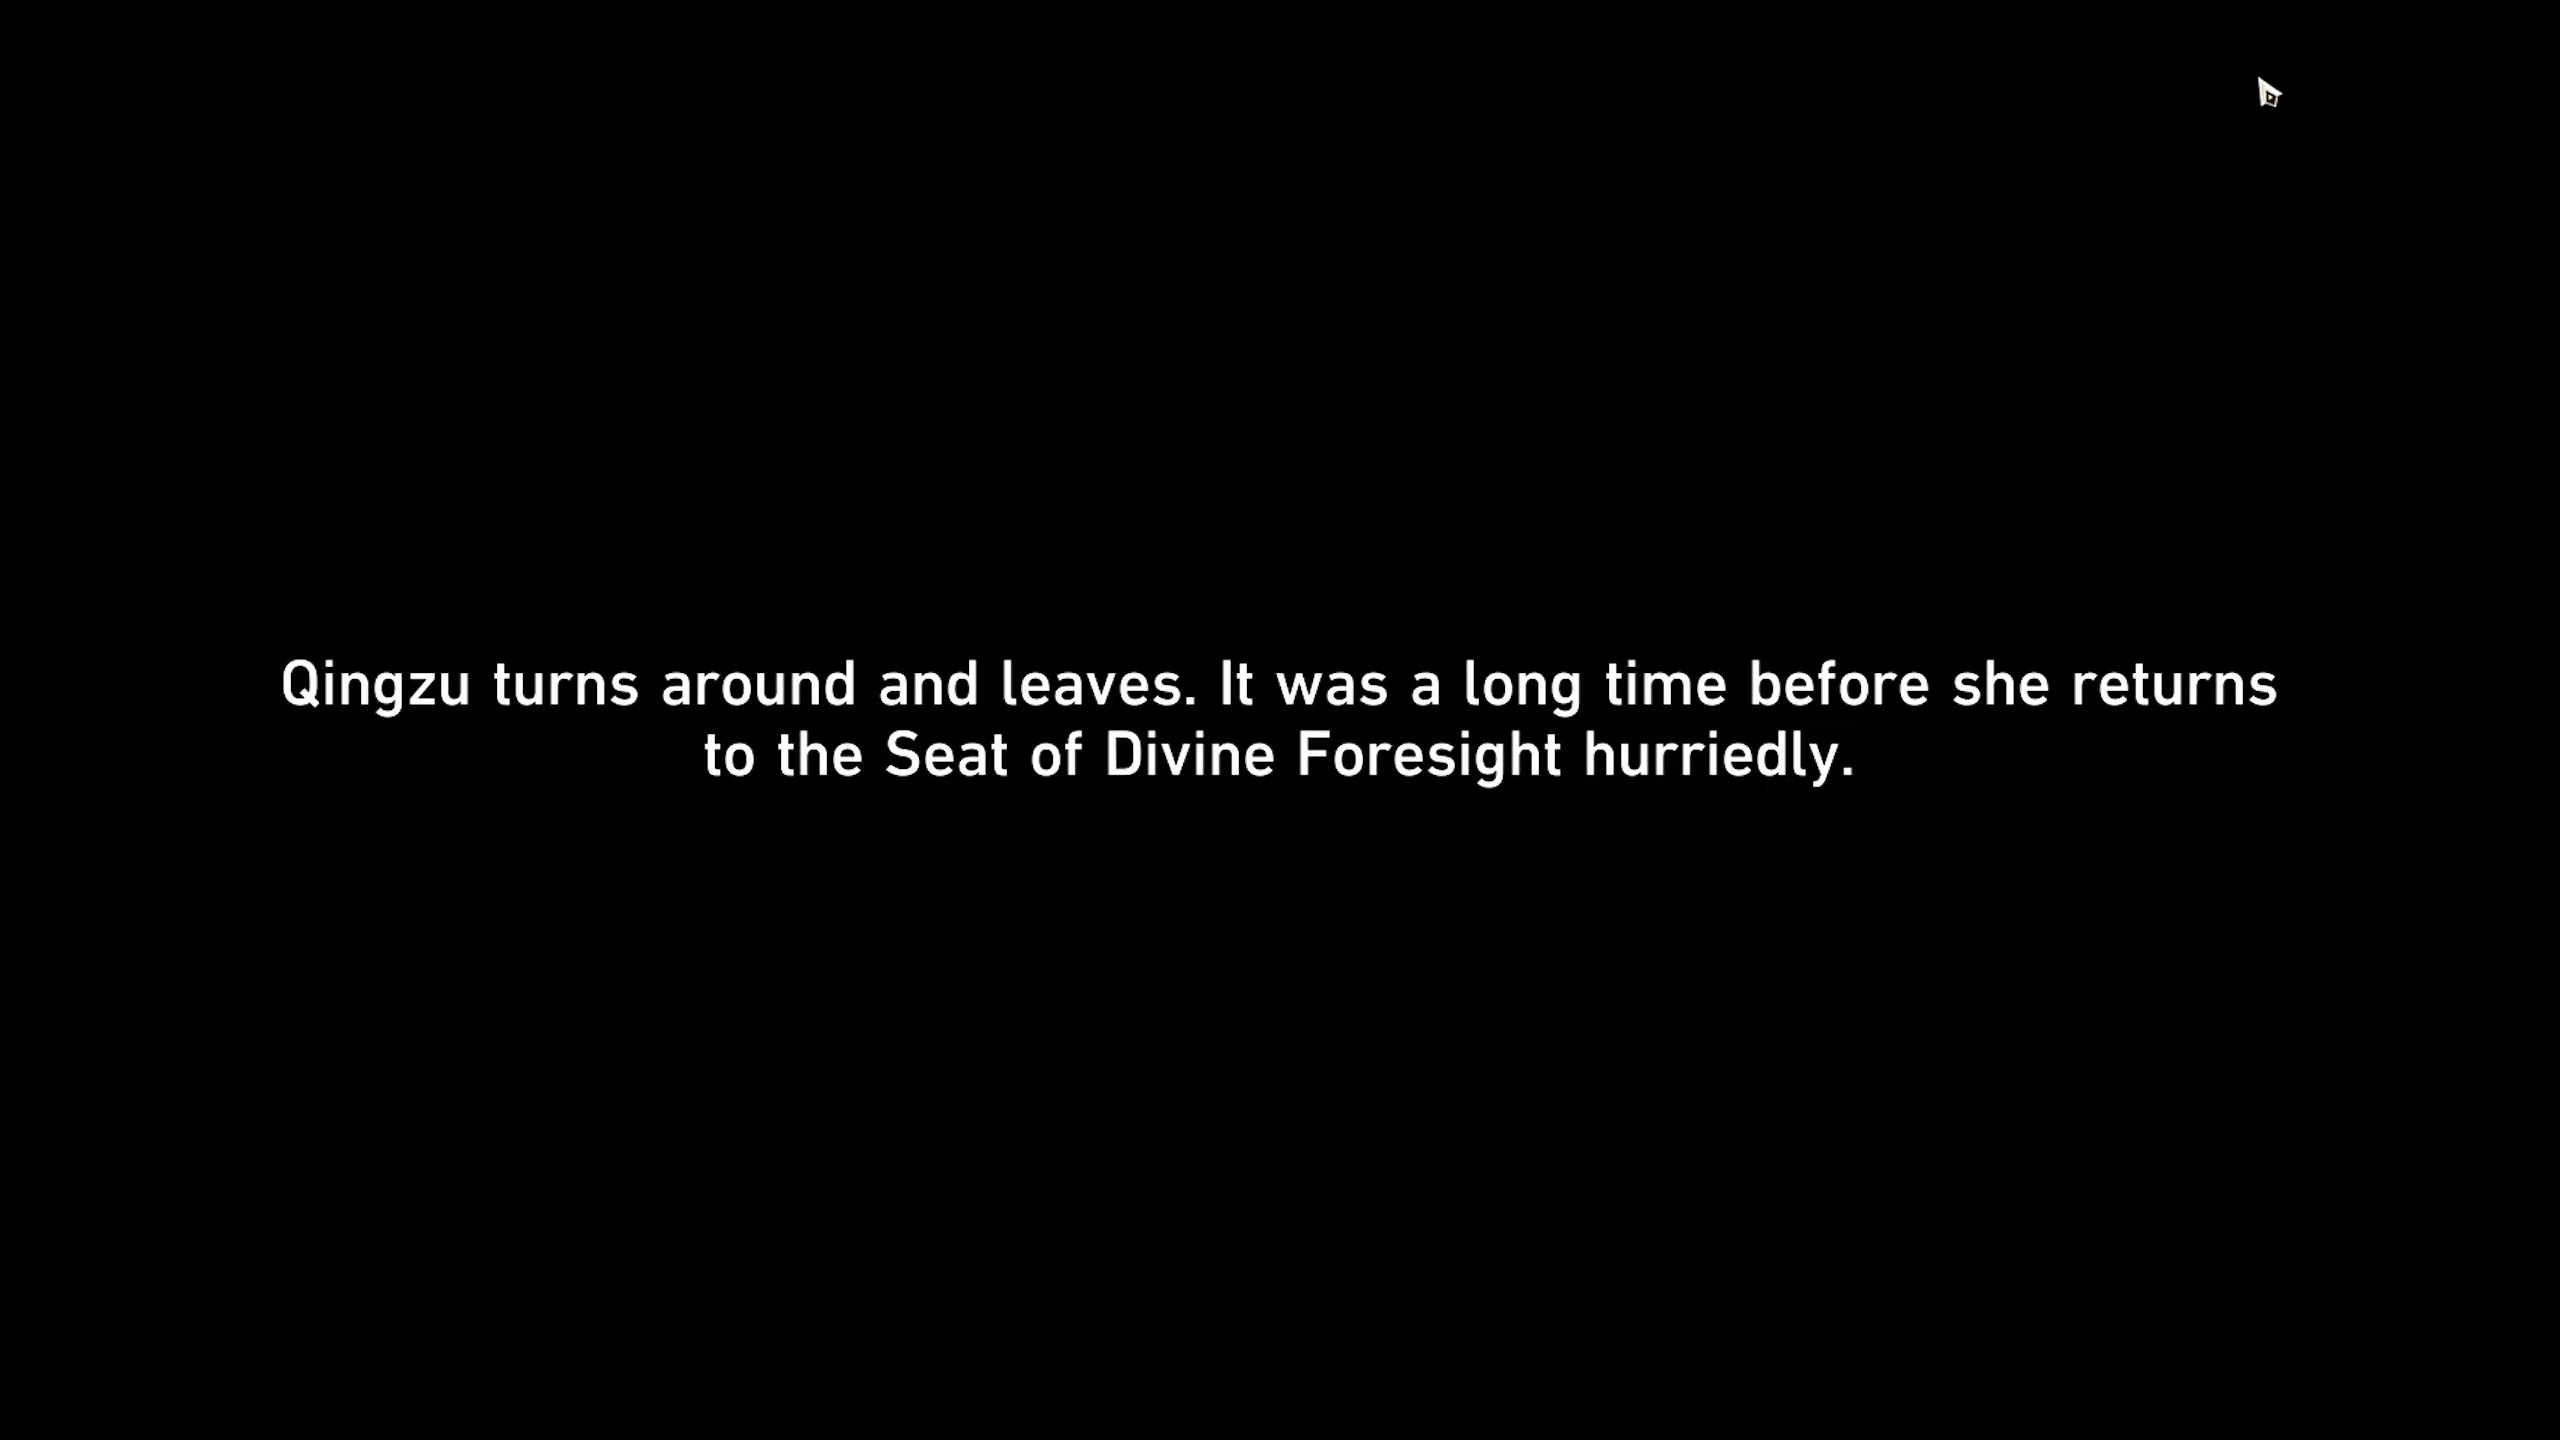 Qingzu turns around and leaves. It was a long time before she returns
to the Seat of Divine Foresight hurriedly.